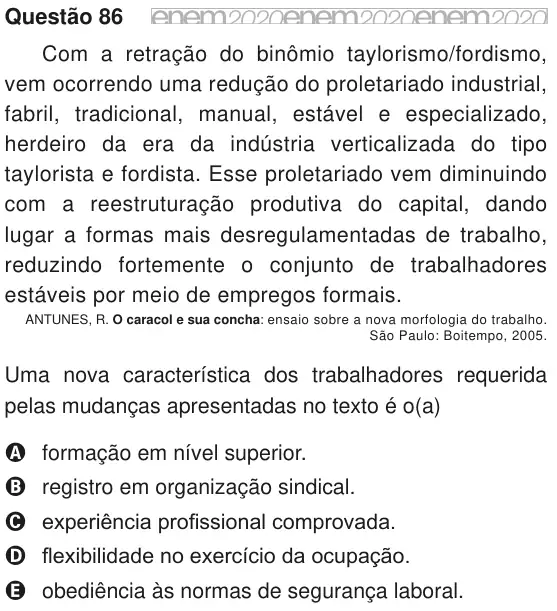 Questão 86 enem2020enem2020enem2020
Com a retração do binômio taylorismo/fordismo,
vem ocorrendo uma redução do proletariado industrial,
fabril, tradicional, manual, estável e especializado,
herdeiro da era da indústria verticalizada do tipo
taylorista e fordista. Esse proletariado vem diminuindo
com a reestruturação produtiva do capital, dando
lugar a formas mais desregulamentadas de trabalho,
reduzindo fortemente o conjunto de trabalhadores
estáveis por meio de empregos formais.
ANTUNES, R. O caracol e sua concha: ensaio sobre a nova morfologia do trabalho.
São Paulo: Boitempo, 2005.
Uma nova característica dos trabalhadores requerida
pelas mudanças apresentadas no texto é o(a)
A formação em nível superior.
B registro em organização sindical.
C experiência profissional comprovada.
D flexibilidade no exercício da ocupação.
E obediência às normas de segurança laboral.